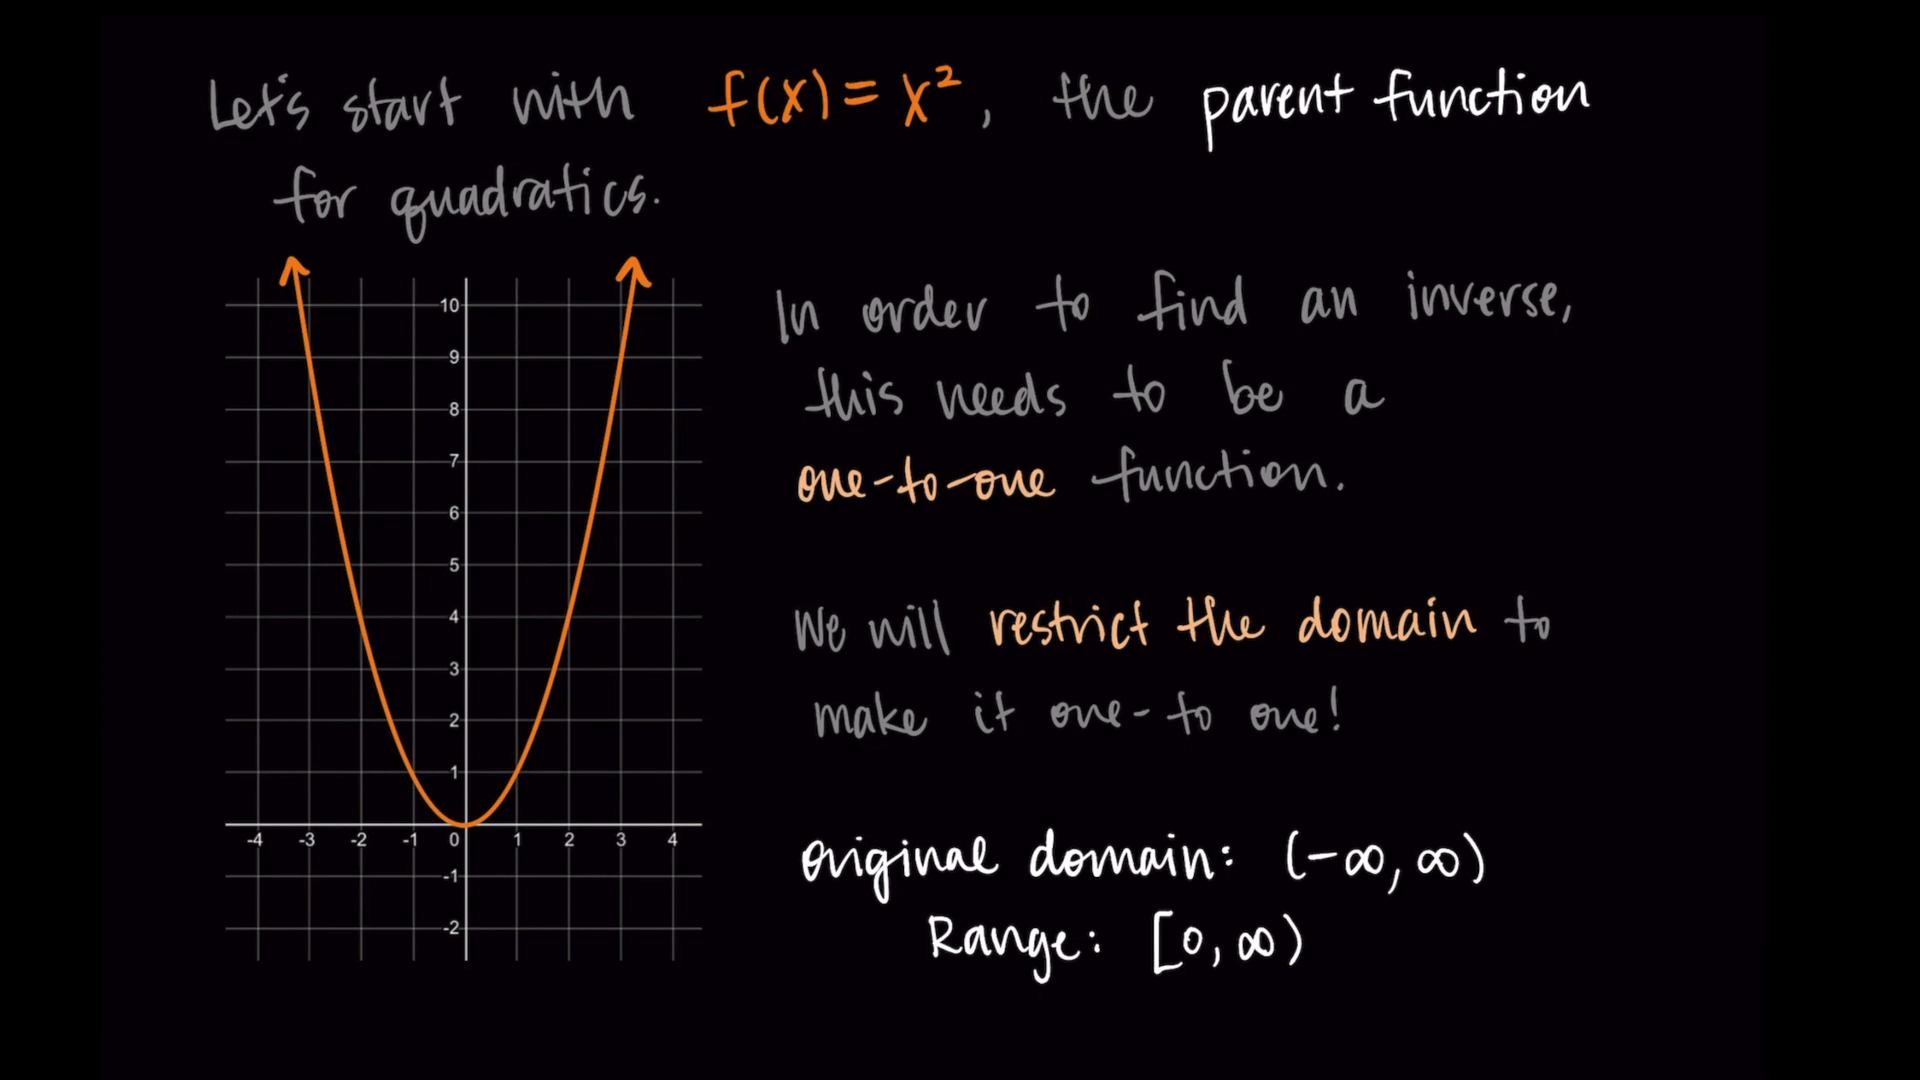 Let's start with f(x) = x², the parent function
for quadratics.
In order to find an inverse,
this needs to be a
one-to-one function.
We will restrict the domain to
make it one-to one!
original domain: (-∞, ∞)
Range: [0, ∞)
10
9
8
7
6
5
4
3
2
1
-4 -3 -2 -1 0 1 2 3 4
-1
-2